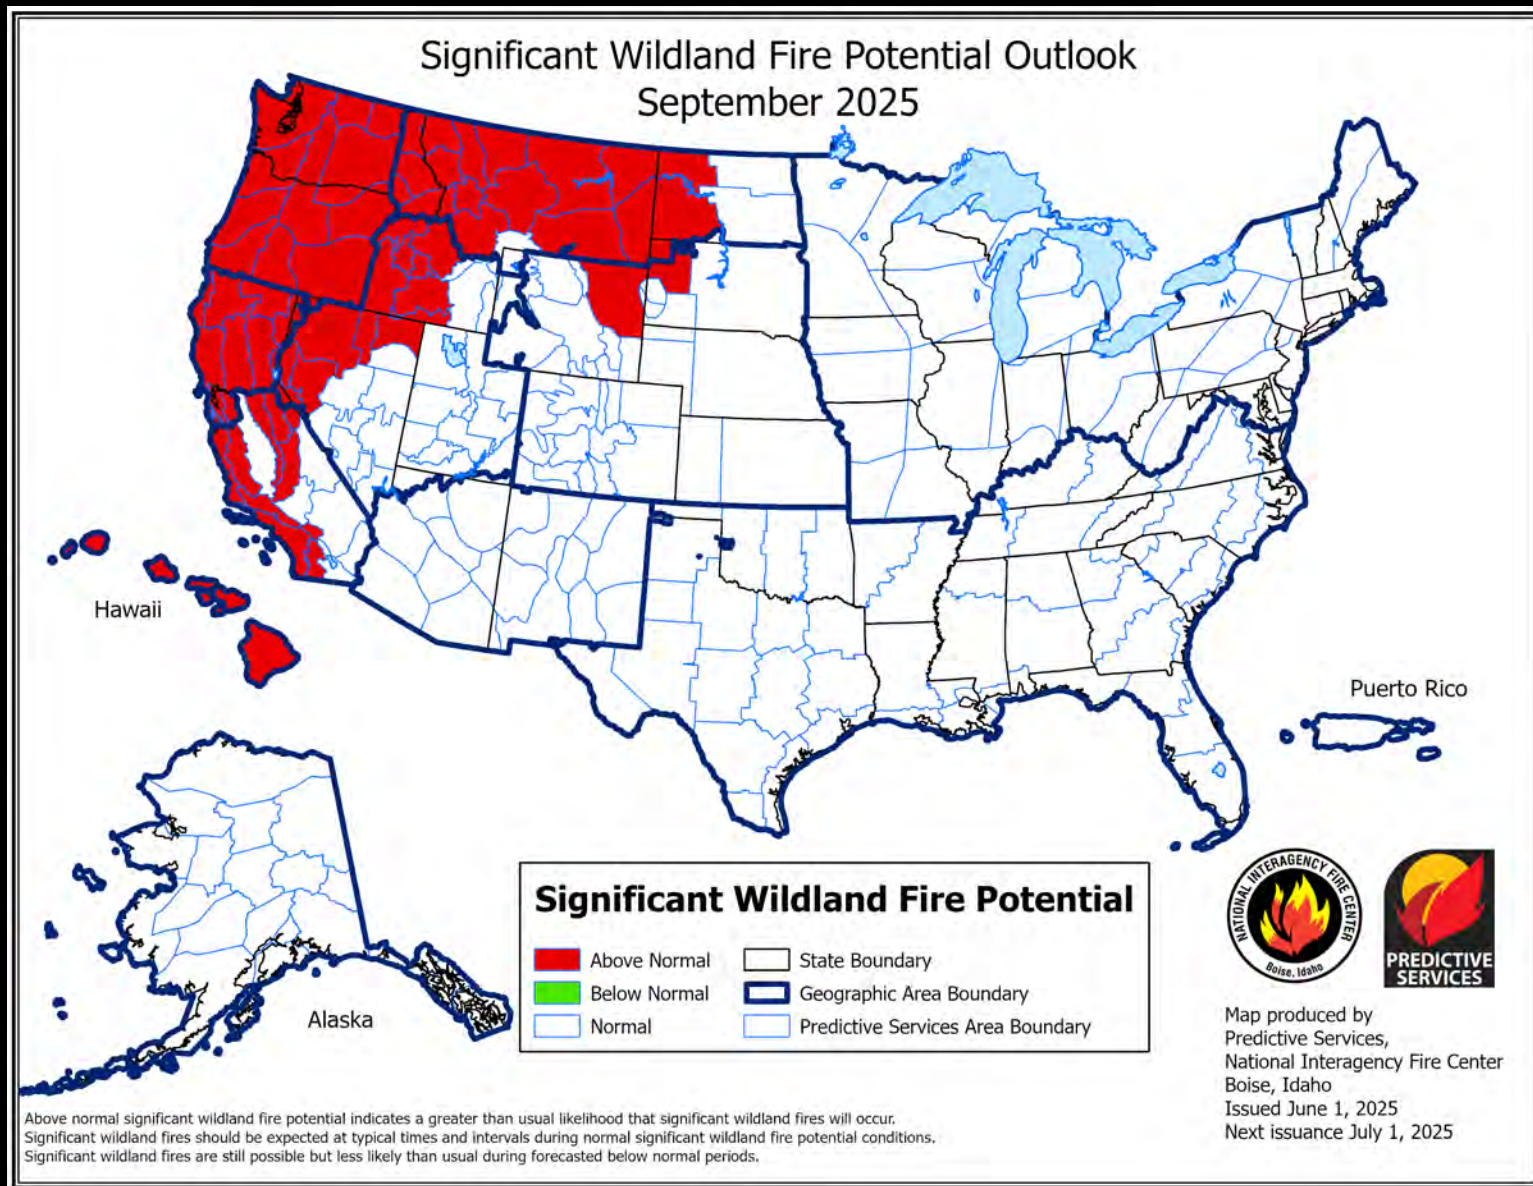 Significant Wildland Fire Potential Outlook
September 2025
Hawaii
Puerto Rico
Alaska
Significant Wildland Fire Potential
Above Normal
Below Normal
Normal
State Boundary
Geographic Area Boundary
Predictive Services Area Boundary
NATIONAL INTERAGENCY FIRE CENTER
Boise, Idaho
PREDICTIVE
SERVICES
Map produced by
Predictive Services,
National Interagency Fire Center
Boise, Idaho
Issued June 1, 2025
Next issuance July 1, 2025
Above normal significant wildland fire potential indicates a greater than usual likelihood that significant wildland fires will occur.
Significant wildland fires should be expected at typical times and intervals during normal significant wildland fire potential conditions.
Significant wildland fires are still possible but less likely than usual during forecasted below normal periods.